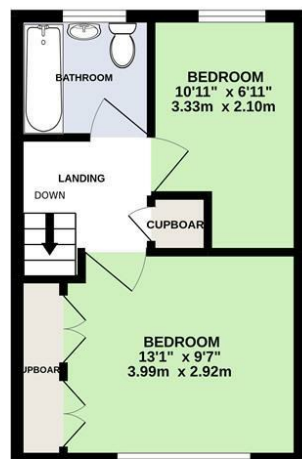 BATHROOM
BEDROOM
10'11" x 6'11"
3.33m x 2.10m
LANDING
DOWN
CUPBOAR
BEDROOM
13'1" x 9'7"
3.99m x 2.92m
UPBOAR